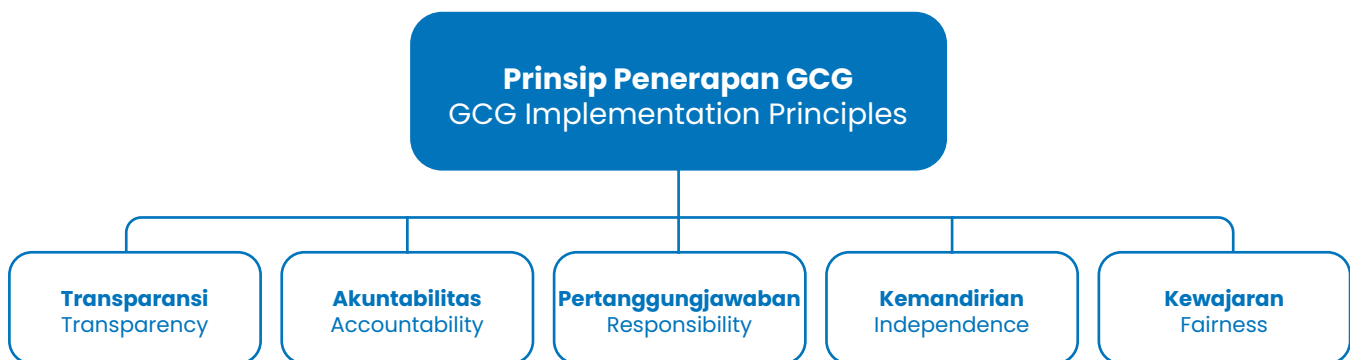 Prinsip Penerapan GCG
GCG Implementation Principles
Transparansi
Transparency
Akuntabilitas
Accountability
Pertanggungjawaban
Responsibility
Kemandirian
Independence
Kewajaran
Fairness